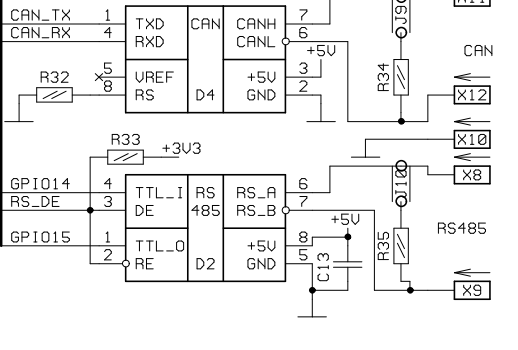 CAN_TX 1 TXD CAN CANH 7 J9
X11
CAN_RX 4 RXD CANL 6
+5V
CAN
R32 5 VREF +5V 3 R34
8 RS D4 GND 2 X12
X10
R33
+3V3
X8
GPIO14 4 TTL_I RS RS_A 6 J10
RS_DE 3 DE 485 RS_B 7
+5V
RS485
GPIO15 1 TTL_O +5V 8 R35
2 RE D2 GND 5 C13
X9